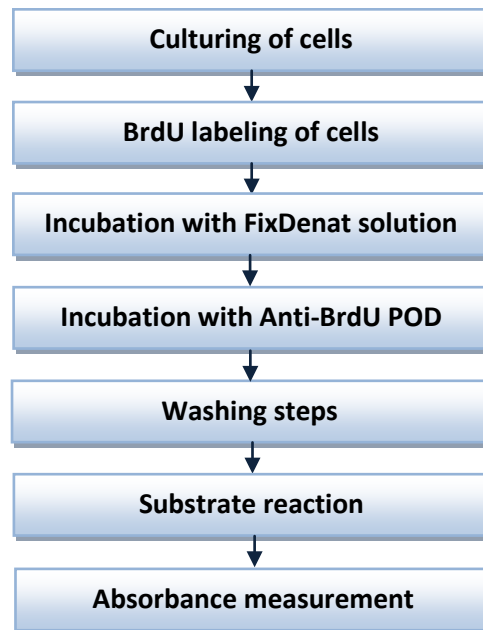 Culturing of cells
BrdU labeling of cells
Incubation with FixDenat solution
Incubation with Anti-BrdU POD
Washing steps
Substrate reaction
Absorbance measurement